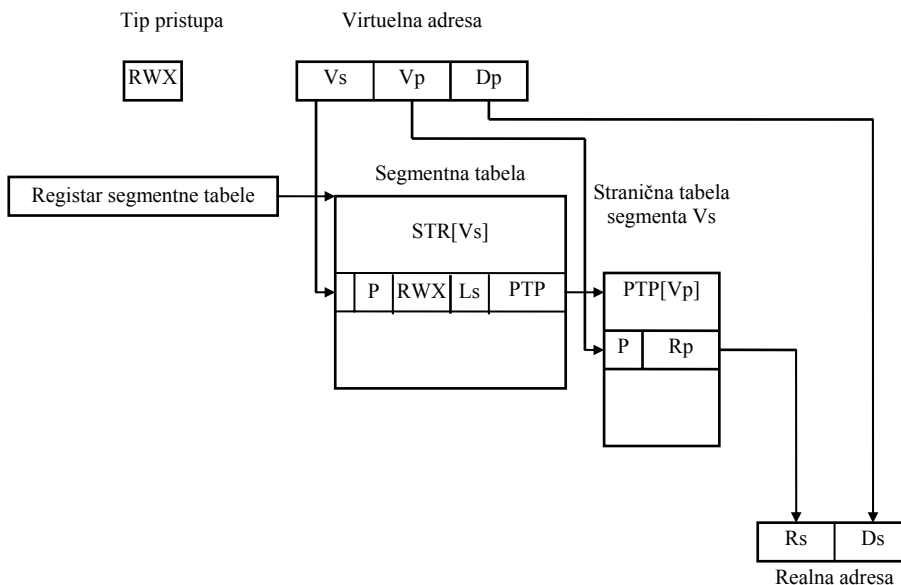 Tip pristupa
Virtuelna adresa
RWX
Vs Vp Dp
Segmentna tabela
Registar segmentne tabele
Stranična tabela
segmenta Vs
STR[Vs]
P RWX Ls PTP
PTP[Vp]
P Rp
Rs Ds
Realna adresa